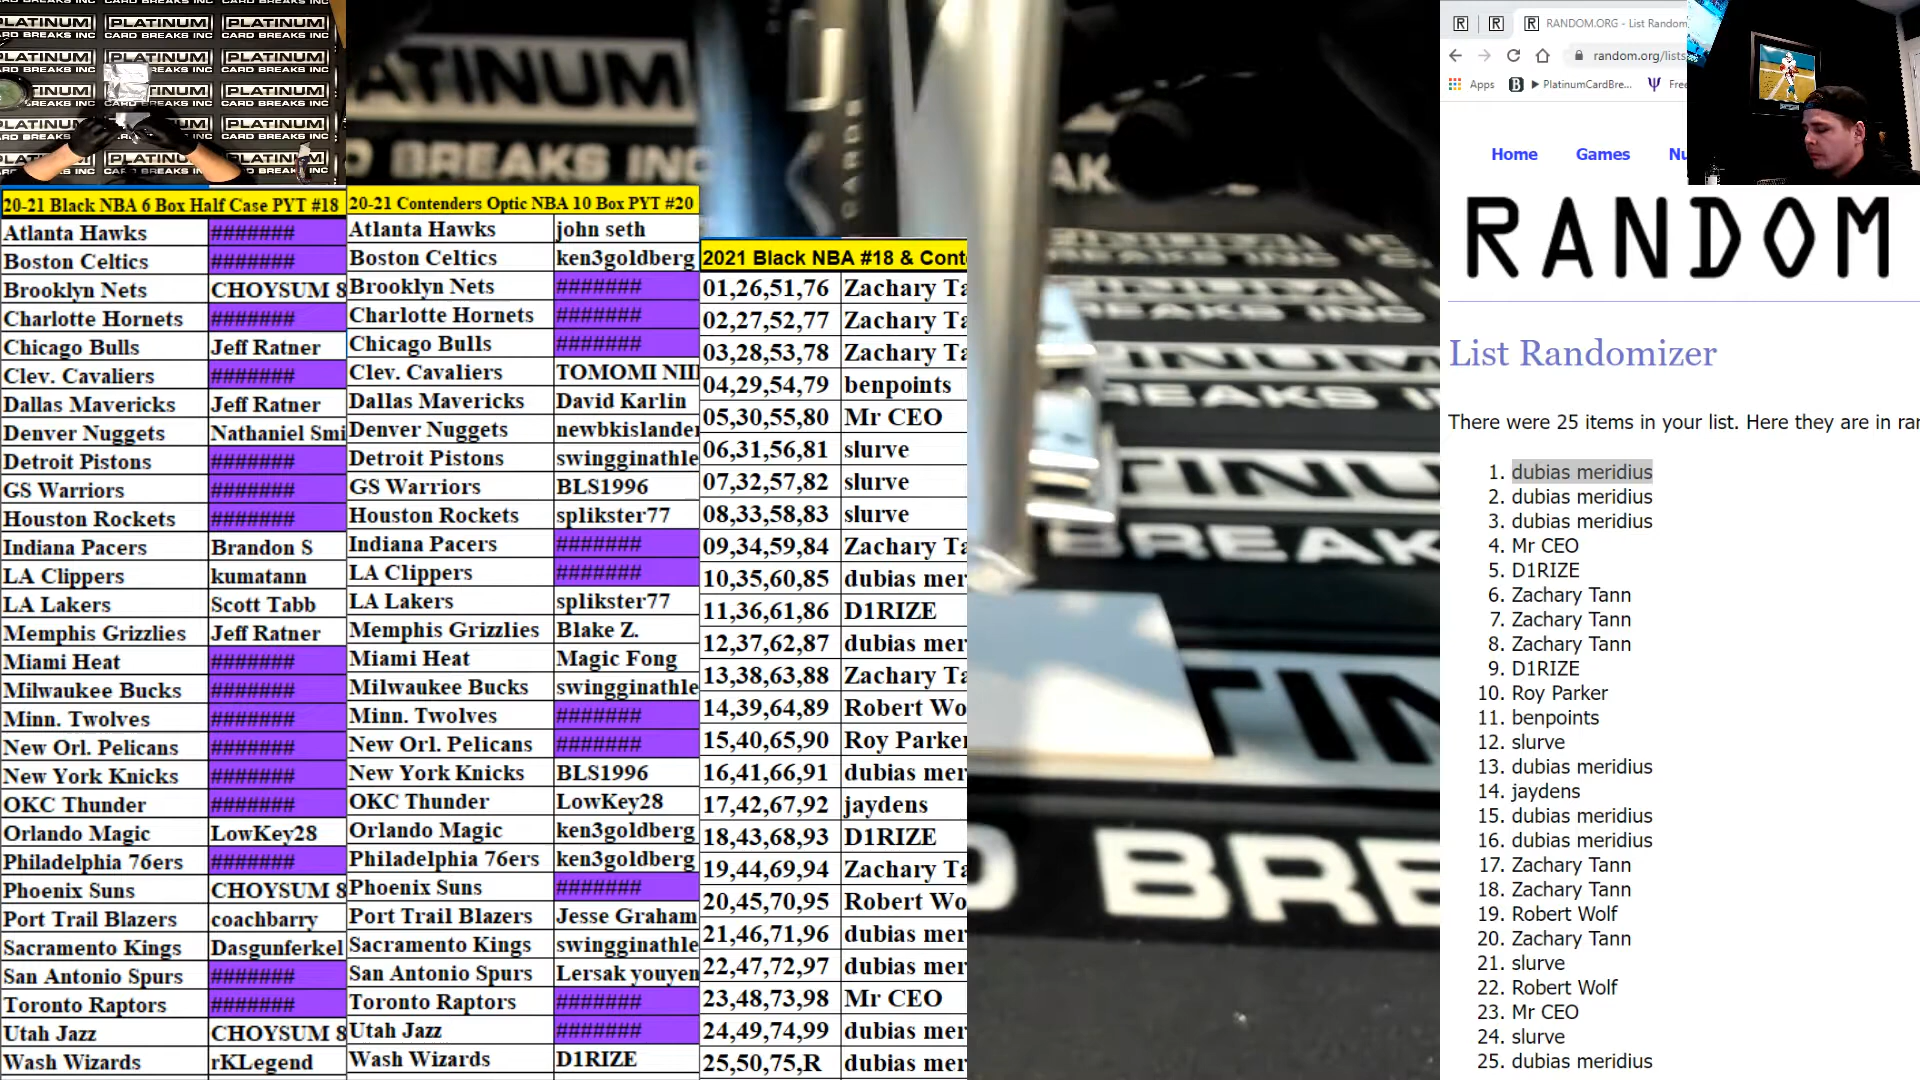 20-21 Black NBA 6 Box Half Case PYT #18
Atlanta Hawks #######
Boston Celtics #######
Brooklyn Nets CHOYSUM 8
Charlotte Hornets #######
Chicago Bulls Jeff Ratner
Clev. Cavaliers #######
Dallas Mavericks Jeff Ratner
Denver Nuggets Nathaniel Smi
Detroit Pistons #######
GS Warriors #######
Houston Rockets #######
Indiana Pacers Brandon S
LA Clippers kumatann
LA Lakers Scott Tabb
Memphis Grizzlies Jeff Ratner
Miami Heat #######
Milwaukee Bucks #######
Minn. Twolves #######
New Orl. Pelicans #######
New York Knicks #######
OKC Thunder #######
Orlando Magic LowKey28
Philadelphia 76ers #######
Phoenix Suns CHOYSUM 8
Port Trail Blazers coachbarry
Sacramento Kings Dasgunferkel
San Antonio Spurs #######
Toronto Raptors #######
Utah Jazz CHOYSUM 8
Wash Wizards rKLegend
20-21 Contenders Optic NBA 10 Box PYT #20
Atlanta Hawks john seth
Boston Celtics ken3goldberg
Brooklyn Nets #######
Charlotte Hornets #######
Chicago Bulls #######
Clev. Cavaliers TOMOMI NII
Dallas Mavericks David Karlin
Denver Nuggets newbkislander
Detroit Pistons swingginathle
GS Warriors BLS1996
Houston Rockets splikster77
Indiana Pacers #######
LA Clippers #######
LA Lakers splikster77
Memphis Grizzlies Blake Z.
Miami Heat Magic Fong
Milwaukee Bucks swingginathle
Minn. Twolves #######
New Orl. Pelicans #######
New York Knicks BLS1996
OKC Thunder LowKey28
Orlando Magic ken3goldberg
Philadelphia 76ers ken3goldberg
Phoenix Suns #######
Port Trail Blazers Jesse Graham
Sacramento Kings swingginathle
San Antonio Spurs Lersak youyen
Toronto Raptors #######
Utah Jazz #######
Wash Wizards D1RIZE
2021 Black NBA #18 & Conte
01,26,51,76 Zachary Ta
02,27,52,77 Zachary Ta
03,28,53,78 Zachary Ta
04,29,54,79 benpoints
05,30,55,80 Mr CEO
06,31,56,81 slurve
07,32,57,82 slurve
08,33,58,83 slurve
09,34,59,84 Zachary Ta
10,35,60,85 dubias mer
11,36,61,86 D1RIZE
12,37,62,87 dubias mer
13,38,63,88 Zachary Ta
14,39,64,89 Robert Wo
15,40,65,90 Roy Parker
16,41,66,91 dubias mer
17,42,67,92 jaydens
18,43,68,93 D1RIZE
19,44,69,94 Zachary Ta
20,45,70,95 Robert Wo
21,46,71,96 dubias mer
22,47,72,97 dubias mer
23,48,73,98 Mr CEO
24,49,74,99 dubias mer
25,50,75,R dubias mer
PLATINUM
CARD BREAKS INC
ATINUM
D BREAKS INC
CARDS
TINU
BREAK
TIN
D BRE
RANDOM.ORG - List Random
random.org/lists
Apps PlatinumCardBre... Free
Home Games Nu
RANDOM
List Randomizer
There were 25 items in your list. Here they are in ran
1. dubias meridius
2. dubias meridius
3. dubias meridius
4. Mr CEO
5. D1RIZE
6. Zachary Tann
7. Zachary Tann
8. Zachary Tann
9. D1RIZE
10. Roy Parker
11. benpoints
12. slurve
13. dubias meridius
14. jaydens
15. dubias meridius
16. dubias meridius
17. Zachary Tann
18. Zachary Tann
19. Robert Wolf
20. Zachary Tann
21. slurve
22. Robert Wolf
23. Mr CEO
24. slurve
25. dubias meridius